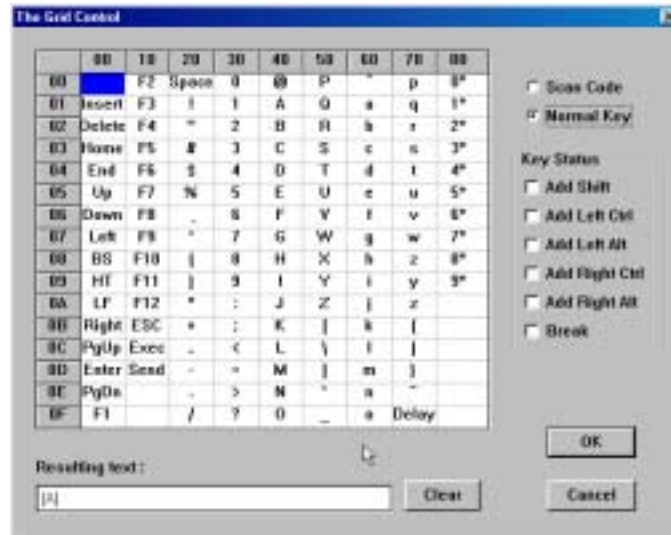 The Grid Control
00 10 20 30 40 50 60 70 80
00 F2 Space 0 @ P ` p 0*
01 Insert F3 ! 1 A Q a q 1*
02 Delete F4 " 2 B R b r 2*
03 Home F5 # 3 C S c s 3*
04 End F6 $ 4 D T d t 4*
05 Up F7 % 5 E U e u 5*
06 Down F8 _ 6 F V f v 6*
07 Left F9 ' 7 G W g w 7*
08 BS F10 ( 8 H X h x 8*
09 HT F11 ) 9 I Y i y 9*
0A LF F12 * : J Z j z
0B Right ESC + ; K [ k {
0C PgUp Exec , < L \ l |
0D Enter Send - = M ] m }
0E PgDn . > N ^ n ~
0F F1 / ? O _ o Delay
Scan Code
Normal Key
Key Status
Add Shift
Add Left Ctrl
Add Left Alt
Add Right Ctrl
Add Right Alt
Break
Resulting text :
[A]
Clear
OK
Cancel